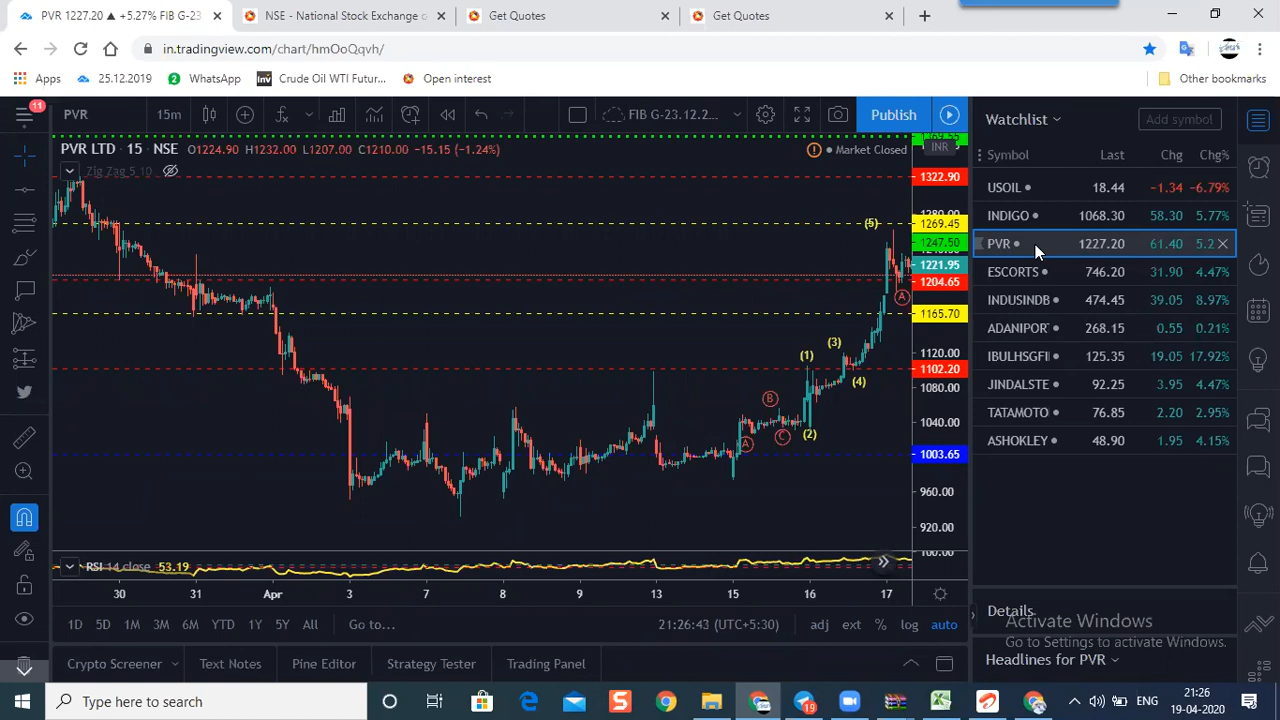 PVR 1227.20 ▲ +5.27% FIB G-23
NSE - National Stock Exchange o
Get Quotes
Get Quotes
in.tradingview.com/chart/hmOoQqvh/
Apps
25.12.2019
2 WhatsApp
Inv Crude Oil WTI Futur...
Open interest
Other bookmarks
11
PVR
15m
FIB G-23.12.2...
Publish
Watchlist
Add symbol
PVR LTD · 15 · NSE O1224.90 H1232.00 L1207.00 C1210.00 −15.15 (−1.24%)
Market Closed
INR
Zig Zag 5 10
Symbol Last Chg Chg%
USOIL 18.44 −1.34 −6.79%
INDIGO 1068.30 58.30 5.77%
PVR 1227.20 61.40 5.2
ESCORTS 746.20 31.90 4.47%
INDUSINDB 474.45 39.05 8.97%
ADANIPOR 268.15 0.55 0.21%
IBULHSGFI 125.35 19.05 17.92%
JINDALSTE 92.25 3.95 4.47%
TATAMOTO 76.85 2.20 2.95%
ASHOKLEY 48.90 1.95 4.15%
1322.90
1269.45
1247.50
1221.95
1204.65
1165.70
1120.00
1102.20
1080.00
1040.00
1003.65
960.00
920.00
(5)
A
(1)
(3)
(4)
B
A
C
(2)
RSI 14 close 53.19
30 31 Apr 3 7 8 9 13 15 16 17
1D 5D 1M 3M 6M YTD 1Y 5Y All Go to...
21:26:43 (UTC+5:30) adj ext % log auto
Details
Activate Windows
Go to Settings to activate Windows.
Headlines for PVR
Crypto Screener
Text Notes
Pine Editor
Strategy Tester
Trading Panel
Type here to search
19
ENG
21:26
19-04-2020